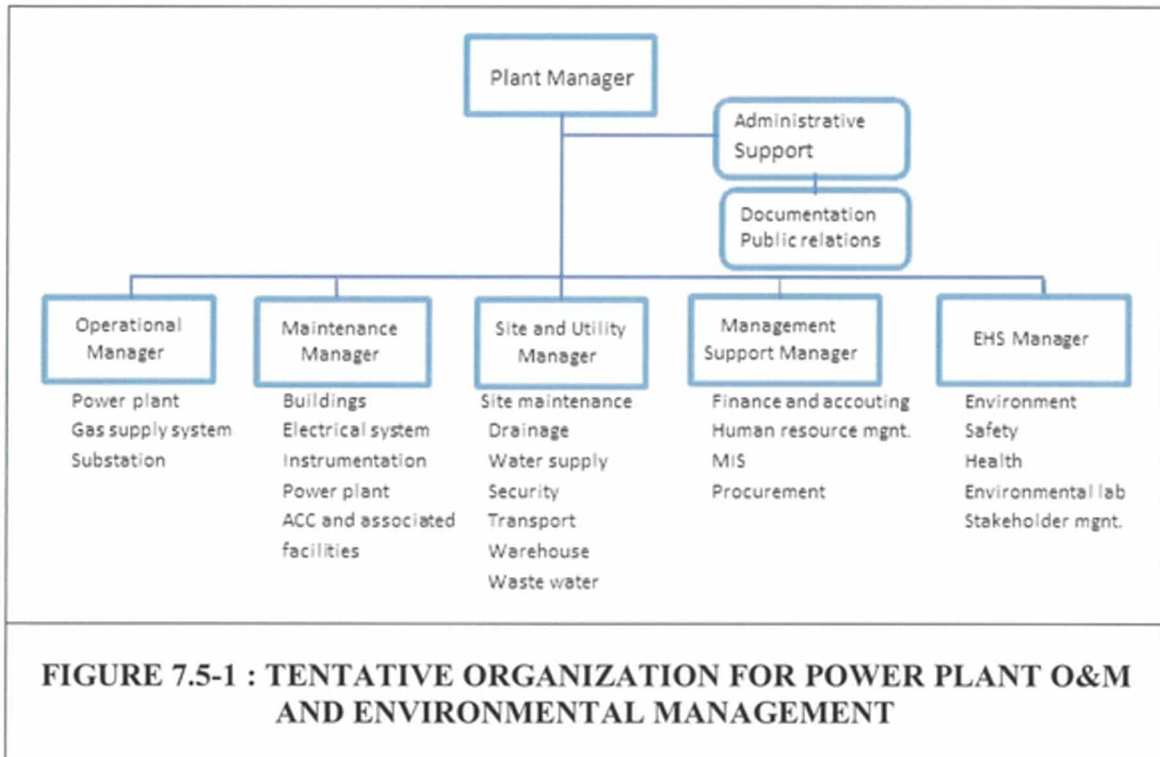 Plant Manager
Administrative
Support
Documentation
Public relations
Operational
Manager
Power plant
Gas supply system
Substation
Maintenance
Manager
Buildings
Electrical system
Instrumentation
Power plant
ACC and associated
facilities
Site and Utility
Manager
Site maintenance
Drainage
Water supply
Security
Transport
Warehouse
Waste water
Management
Support Manager
Finance and accouting
Human resource mgnt.
MIS
Procurement
EHS Manager
Environment
Safety
Health
Environmental lab
Stakeholder mgnt.
FIGURE 7.5-1 : TENTATIVE ORGANIZATION FOR POWER PLANT O&M
AND ENVIRONMENTAL MANAGEMENT